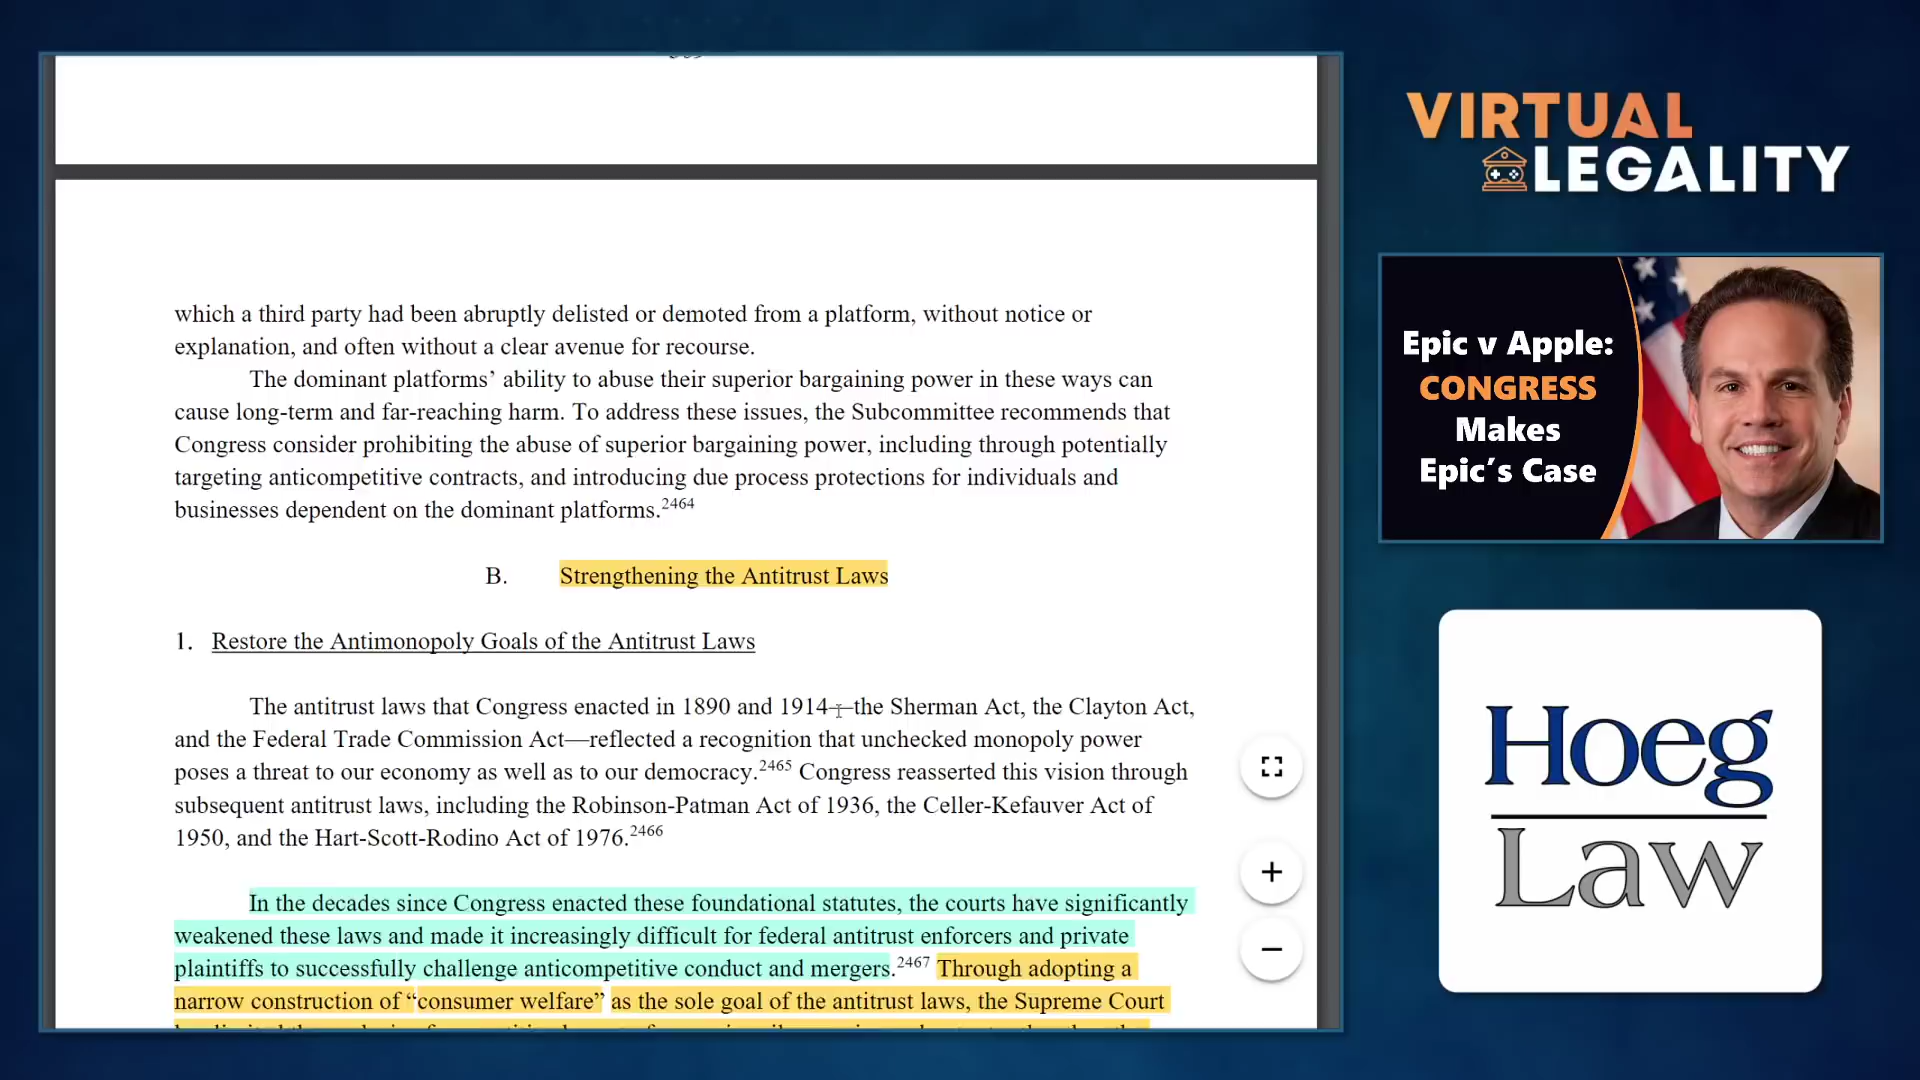 which a third party had been abruptly delisted or demoted from a platform, without notice or
explanation, and often without a clear avenue for recourse.
The dominant platforms’ ability to abuse their superior bargaining power in these ways can
cause long-term and far-reaching harm. To address these issues, the Subcommittee recommends that
Congress consider prohibiting the abuse of superior bargaining power, including through potentially
targeting anticompetitive contracts, and introducing due process protections for individuals and
businesses dependent on the dominant platforms.2464
B. Strengthening the Antitrust Laws
1. Restore the Antimonopoly Goals of the Antitrust Laws
The antitrust laws that Congress enacted in 1890 and 1914—the Sherman Act, the Clayton Act,
and the Federal Trade Commission Act—reflected a recognition that unchecked monopoly power
poses a threat to our economy as well as to our democracy.2465 Congress reasserted this vision through
subsequent antitrust laws, including the Robinson-Patman Act of 1936, the Celler-Kefauver Act of
1950, and the Hart-Scott-Rodino Act of 1976.2466
In the decades since Congress enacted these foundational statutes, the courts have significantly
weakened these laws and made it increasingly difficult for federal antitrust enforcers and private
plaintiffs to successfully challenge anticompetitive conduct and mergers.2467 Through adopting a
narrow construction of “consumer welfare” as the sole goal of the antitrust laws, the Supreme Court
VIRTUAL
LEGALITY
Epic v Apple:
CONGRESS
Makes
Epic’s Case
Hoeg
Law